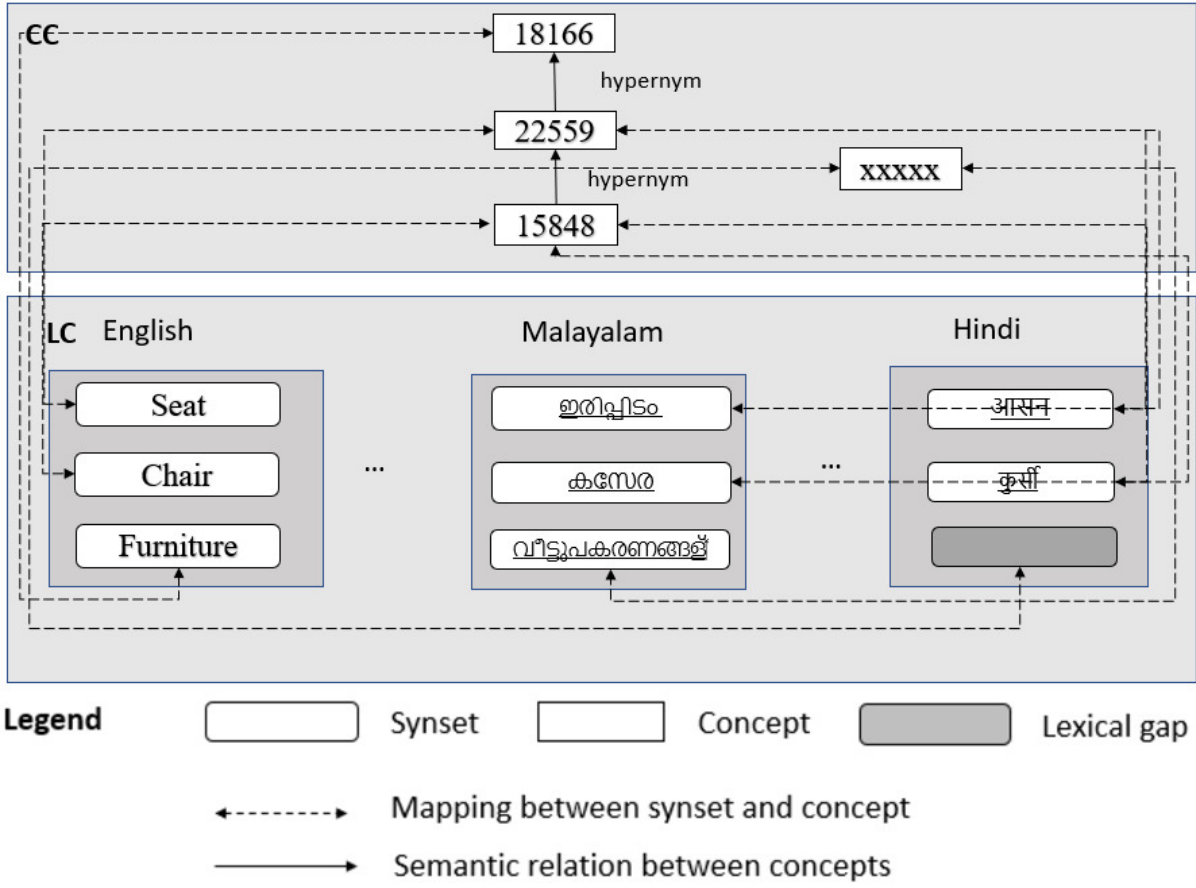 CC
18166
hypernym
22559
xxxxx
hypernym
15848
LC English Malayalam Hindi
Seat ഇരിപ്പിടം आसन
... ...
Chair കസേര कुर्सी
Furniture വീട്ടുപകരണങ്ങള്
Legend Synset Concept Lexical gap
Mapping between synset and concept
Semantic relation between concepts